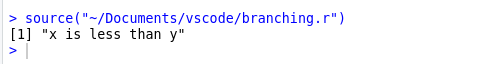 > source("~/Documents/vscode/branching.r")
[1] "x is less than y"
>